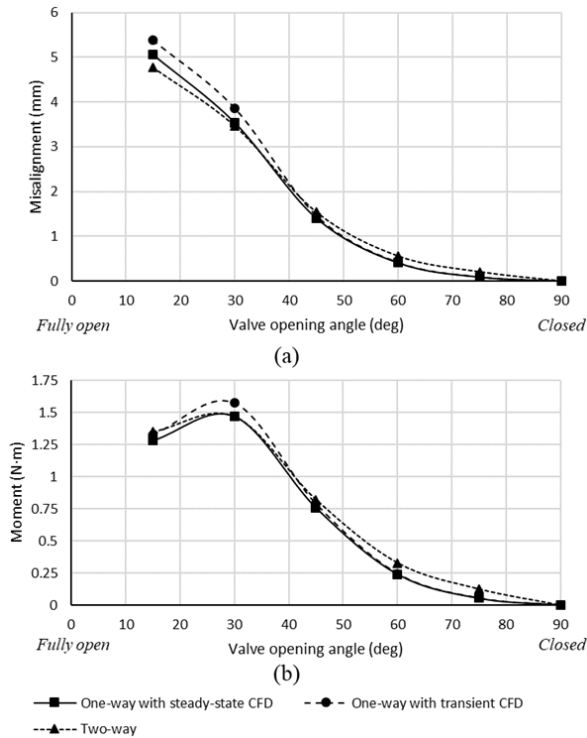 (a)
6
5
4
3
2
1
0
Misalignment (mm)
0 10 20 30 40 50 60 70 80 90
Fully open Valve opening angle (deg) Closed
(a)
1.75
1.5
1.25
1
0.75
0.5
0.25
0
Moment (N·m)
0 10 20 30 40 50 60 70 80 90
Fully open Valve opening angle (deg) Closed
(b)
One-way with steady-state CFD One-way with transient CFD
Two-way